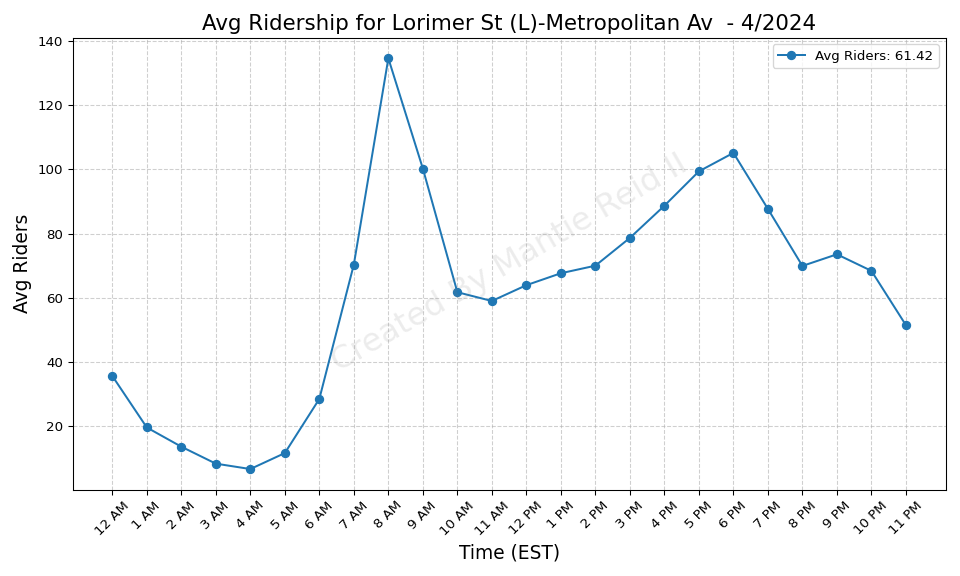 Avg Ridership for Lorimer St (L)-Metropolitan Av  - 4/2024
Avg Riders: 61.42
Avg Riders
140
120
100
80
60
40
20
Created By Mantie Reid II
12 AM
1 AM
2 AM
3 AM
4 AM
5 AM
6 AM
7 AM
8 AM
9 AM
10 AM
11 AM
12 PM
1 PM
2 PM
3 PM
4 PM
5 PM
6 PM
7 PM
8 PM
9 PM
10 PM
11 PM
Time (EST)